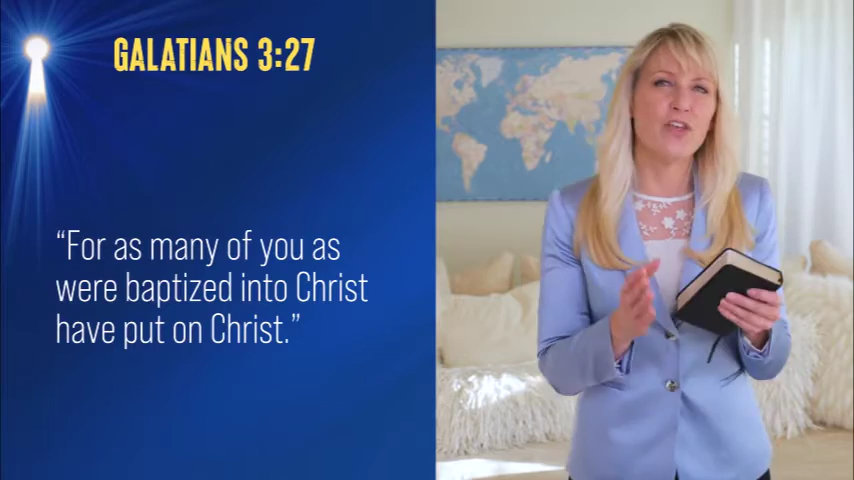 GALATIANS 3:27
“For as many of you as
were baptized into Christ
have put on Christ.”